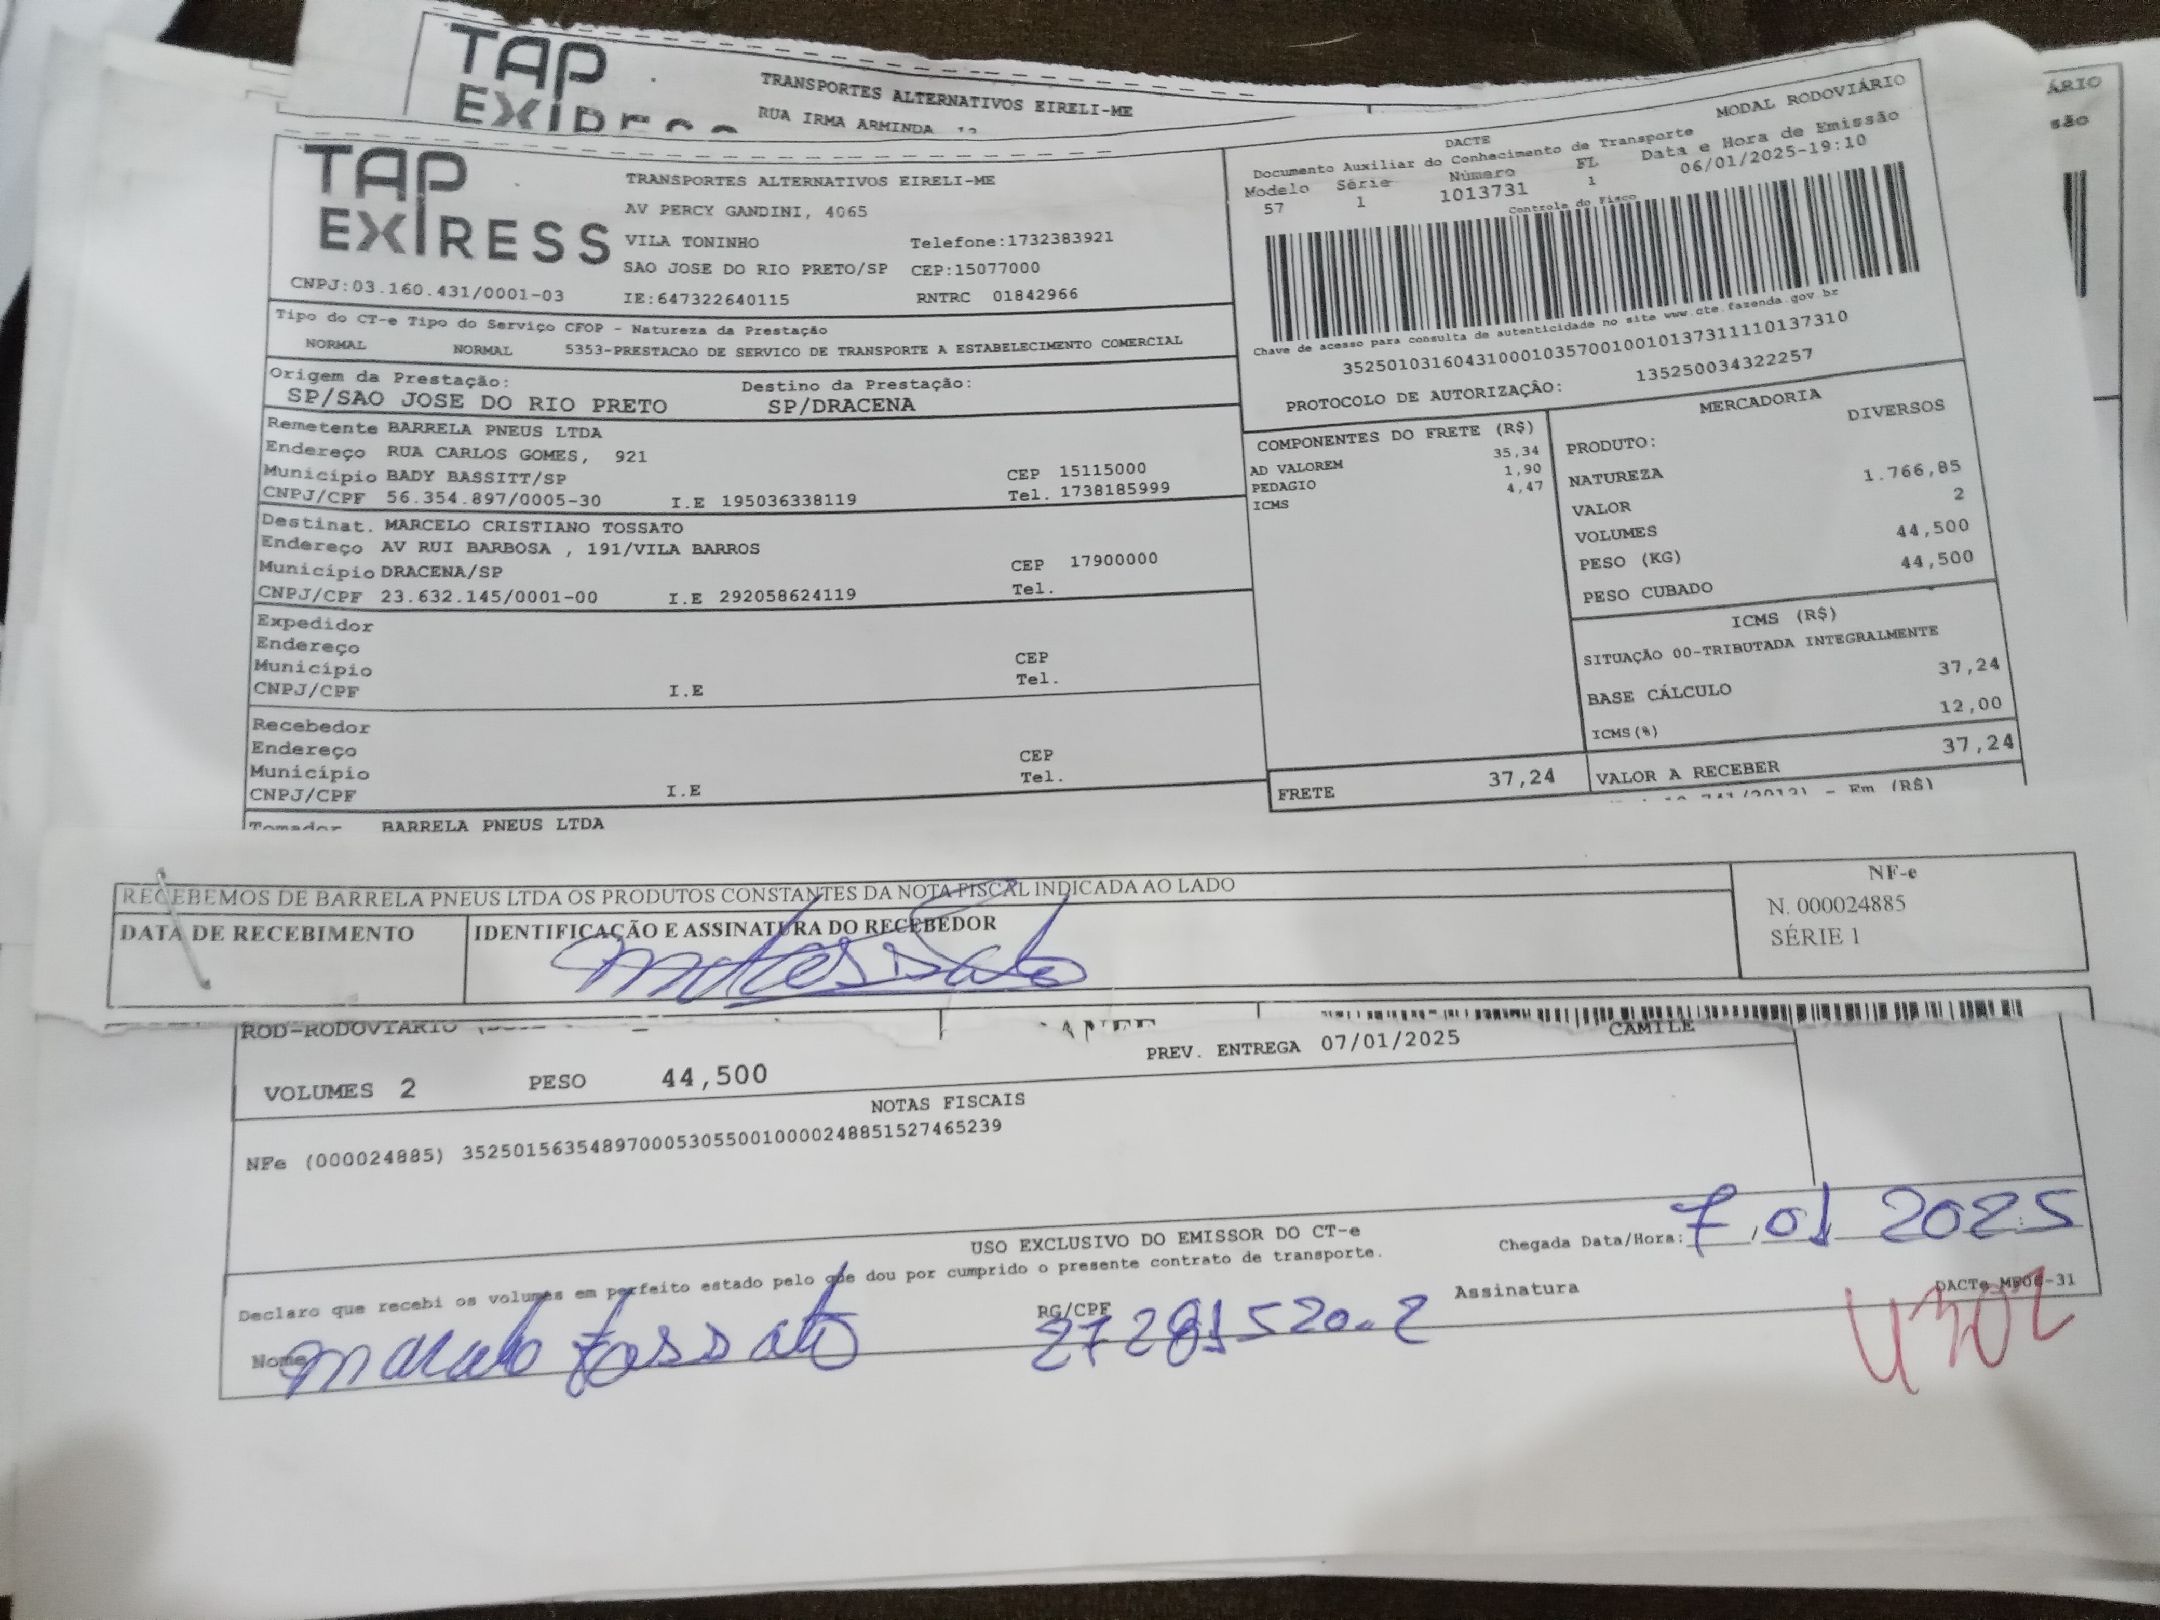 TAP
TRANSPORTES ALTERNATIVOS EIRELI-ME
RUA IRMA ARMINDA
ÁRIO
são
TAP
EXPRESS
CNPJ:03.160.431/0001-03
TRANSPORTES ALTERNATIVOS EIRELI-ME
AV PERCY GANDINI, 4065
VILA TONINHO Telefone:1732383921
SAO JOSE DO RIO PRETO/SP CEP:15077000
IE:647322640115 RNTRC 01842966
DACTE MODAL RODOVIÁRIO
Documento Auxiliar do Conhecimento de Transporte
Modelo Série Número FL Data e Hora de Emissão
57 1 1013731 1 06/01/2025-19:10
Controle do Fisco
Chave de acesso para consulta de autenticidade no site www.cte.fazenda.gov.br
35250103160431000103570010010137311110137310
PROTOCOLO DE AUTORIZAÇÃO: 135250034322257
Tipo do CT-e Tipo do Serviço CFOP - Natureza da Prestação
NORMAL NORMAL 5353-PRESTACAO DE SERVICO DE TRANSPORTE A ESTABELECIMENTO COMERCIAL
Origem da Prestação: Destino da Prestação:
SP/SAO JOSE DO RIO PRETO SP/DRACENA
Remetente BARRELA PNEUS LTDA
Endereço RUA CARLOS GOMES, 921
Município BADY BASSITT/SP CEP 15115000
CNPJ/CPF 56.354.897/0005-30 I.E 195036338119 Tel. 1738185999
Destinat. MARCELO CRISTIANO TOSSATO
Endereço AV RUI BARBOSA , 191/VILA BARROS
Município DRACENA/SP CEP 17900000
CNPJ/CPF 23.632.145/0001-00 I.E 292058624119 Tel.
Expedidor
Endereço
Município CEP
CNPJ/CPF I.E Tel.
Recebedor
Endereço
Município CEP
CNPJ/CPF I.E Tel.
Tomador BARRELA PNEUS LTDA
COMPONENTES DO FRETE (R$)
35,34
AD VALOREM 1,90
PEDAGIO 4,47
ICMS
FRETE 37,24
MERCADORIA
PRODUTO: DIVERSOS
NATUREZA
VALOR 1.766,85
VOLUMES 2
PESO (KG) 44,500
PESO CUBADO 44,500
ICMS (R$)
SITUAÇÃO 00-TRIBUTADA INTEGRALMENTE
BASE CÁLCULO 37,24
ICMS(%) 12,00
VALOR A RECEBER 37,24
741/2012) - Em (R$)
RECEBEMOS DE BARRELA PNEUS LTDA OS PRODUTOS CONSTANTES DA NOTA FISCAL INDICADA AO LADO
DATA DE RECEBIMENTO IDENTIFICAÇÃO E ASSINATURA DO RECEBEDOR
NF-e
N. 000024885
SÉRIE 1
ROD-RODOVIARIO
CAMILE
VOLUMES 2 PESO 44,500 PREV. ENTREGA 07/01/2025
NOTAS FISCAIS
NFe (000024885) 35250156354897000530550010000248851527465239
USO EXCLUSIVO DO EMISSOR DO CT-e
Declaro que recebi os volumes em perfeito estado pelo que dou por cumprido o presente contrato de transporte.
Chegada Data/Hora: 7/01 2025
Nome Marcelo Tossato RG/CPF 27281520-2 Assinatura